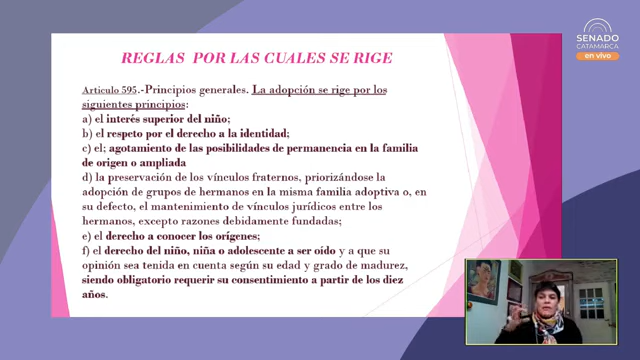 SENADO
CATAMARCA
en vivo
REGLAS POR LAS CUALES SE RIGE
Artículo 595.-Principios generales. La adopción se rige por los
siguientes principios:
a) el interés superior del niño;
b) el respeto por el derecho a la identidad;
c) el; agotamiento de las posibilidades de permanencia en la familia
de origen o ampliada
d) la preservación de los vínculos fraternos, priorizándose la
adopción de grupos de hermanos en la misma familia adoptiva o, en
su defecto, el mantenimiento de vínculos jurídicos entre los
hermanos, excepto razones debidamente fundadas;
e) el derecho a conocer los orígenes;
f) el derecho del niño, niña o adolescente a ser oído y a que su
opinión sea tenida en cuenta según su edad y grado de madurez,
siendo obligatorio requerir su consentimiento a partir de los diez
años.